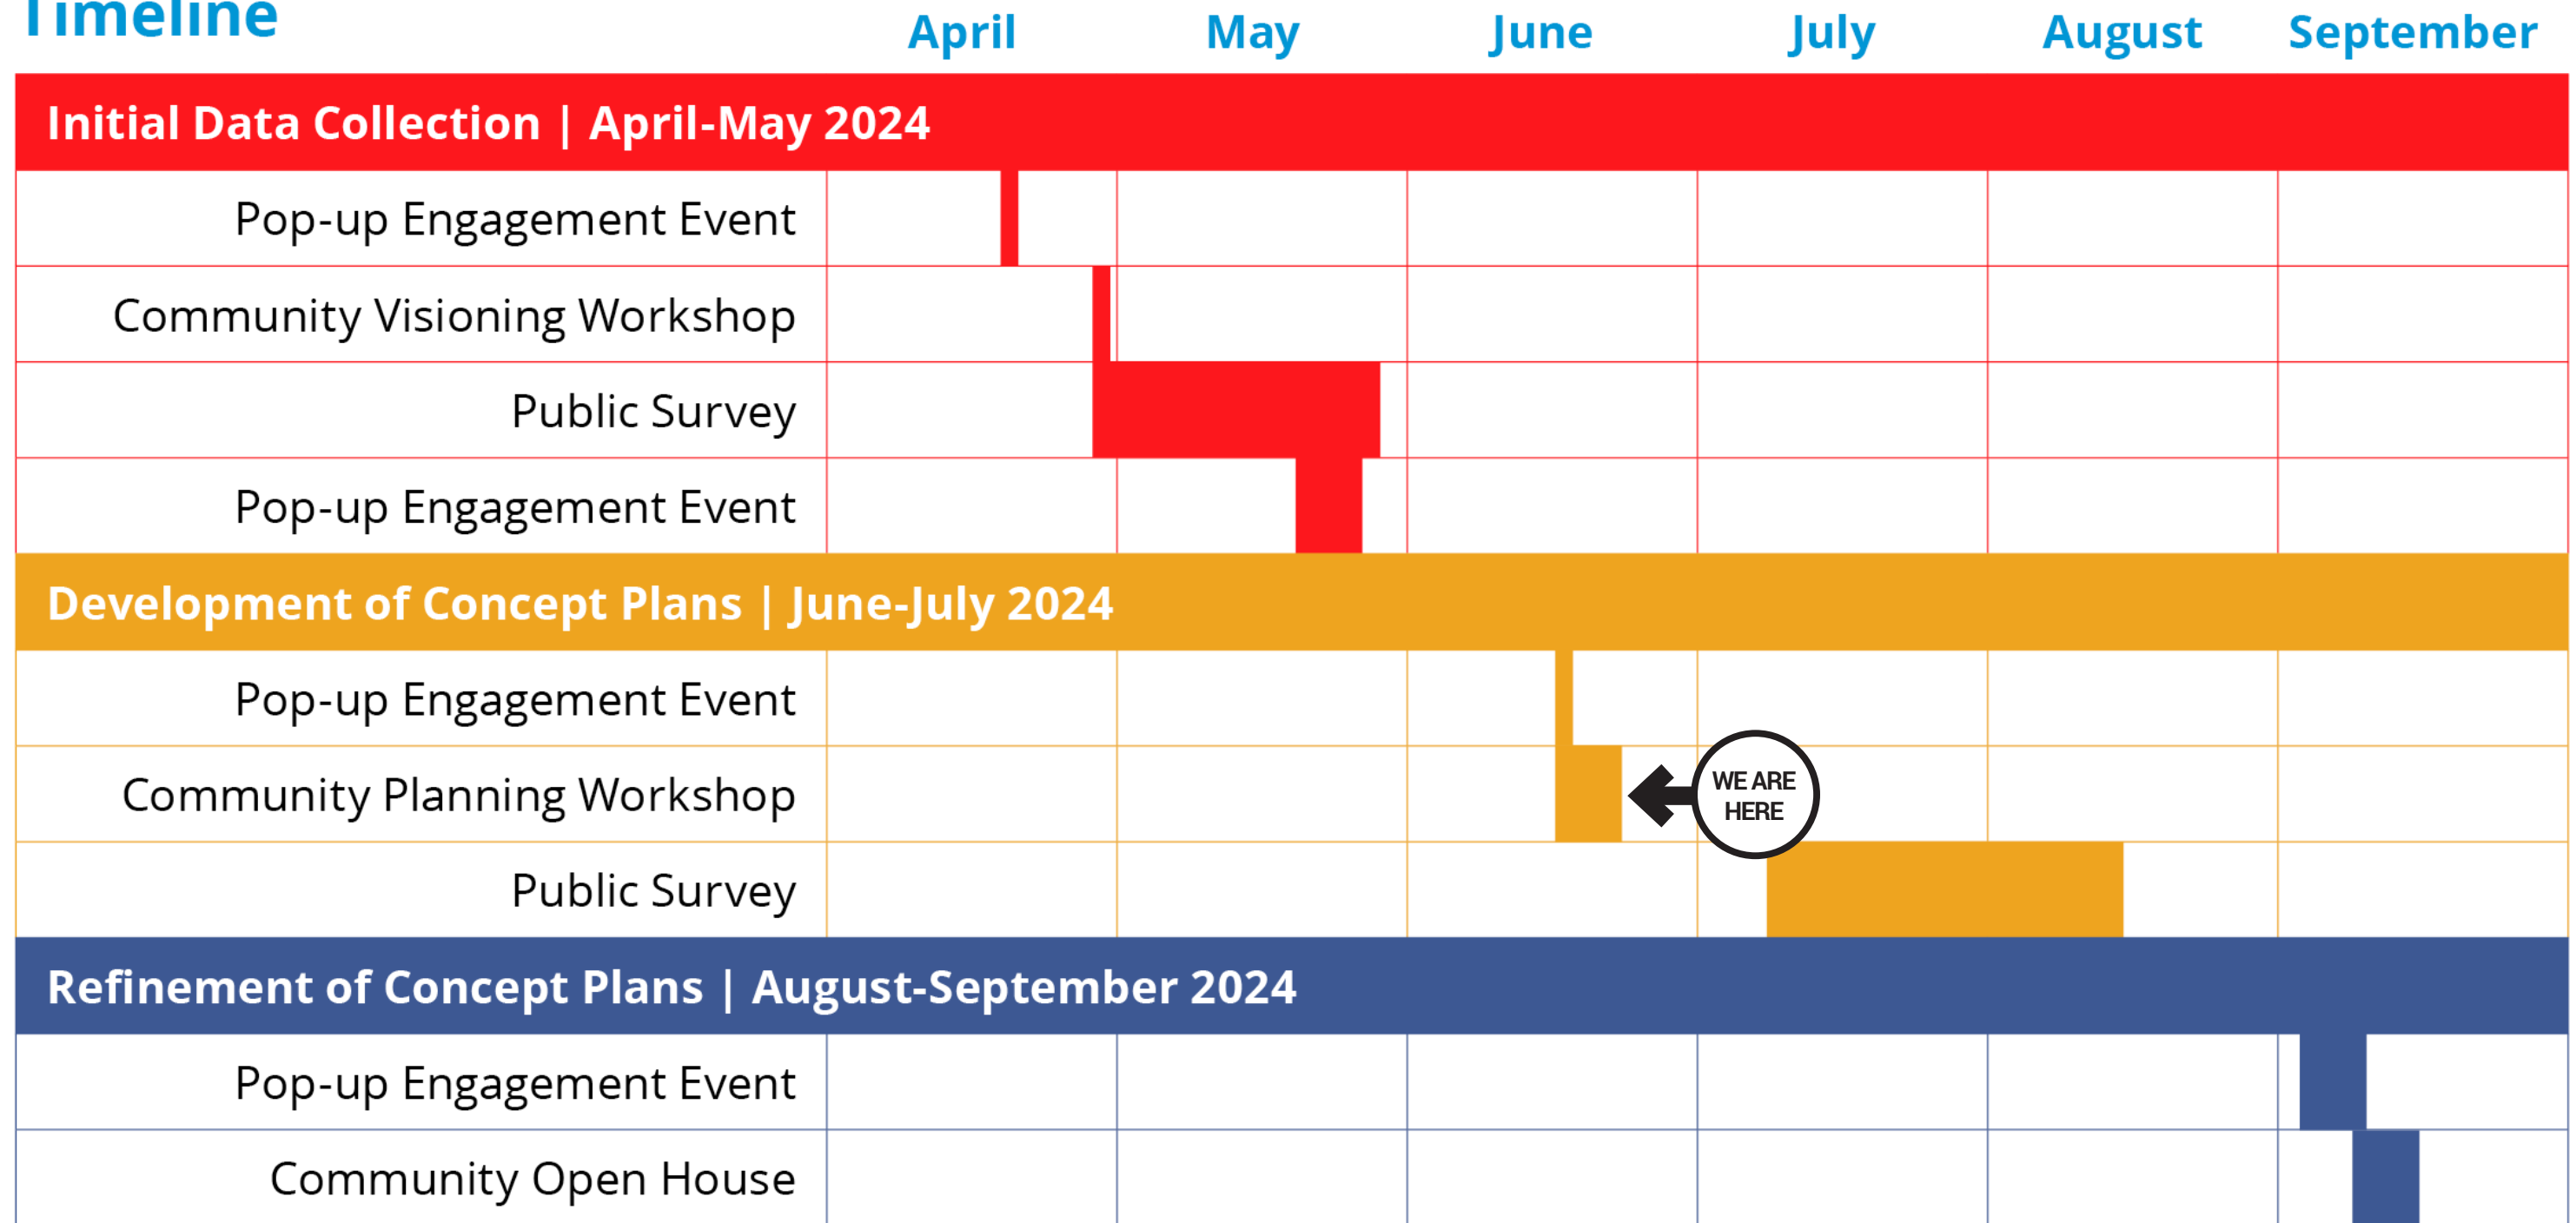 Timeline
April May June July August September
Initial Data Collection | April-May 2024
Pop-up Engagement Event
Community Visioning Workshop
Public Survey
Pop-up Engagement Event
Development of Concept Plans | June-July 2024
Pop-up Engagement Event
Community Planning Workshop
WE ARE
HERE
Public Survey
Refinement of Concept Plans | August-September 2024
Pop-up Engagement Event
Community Open House